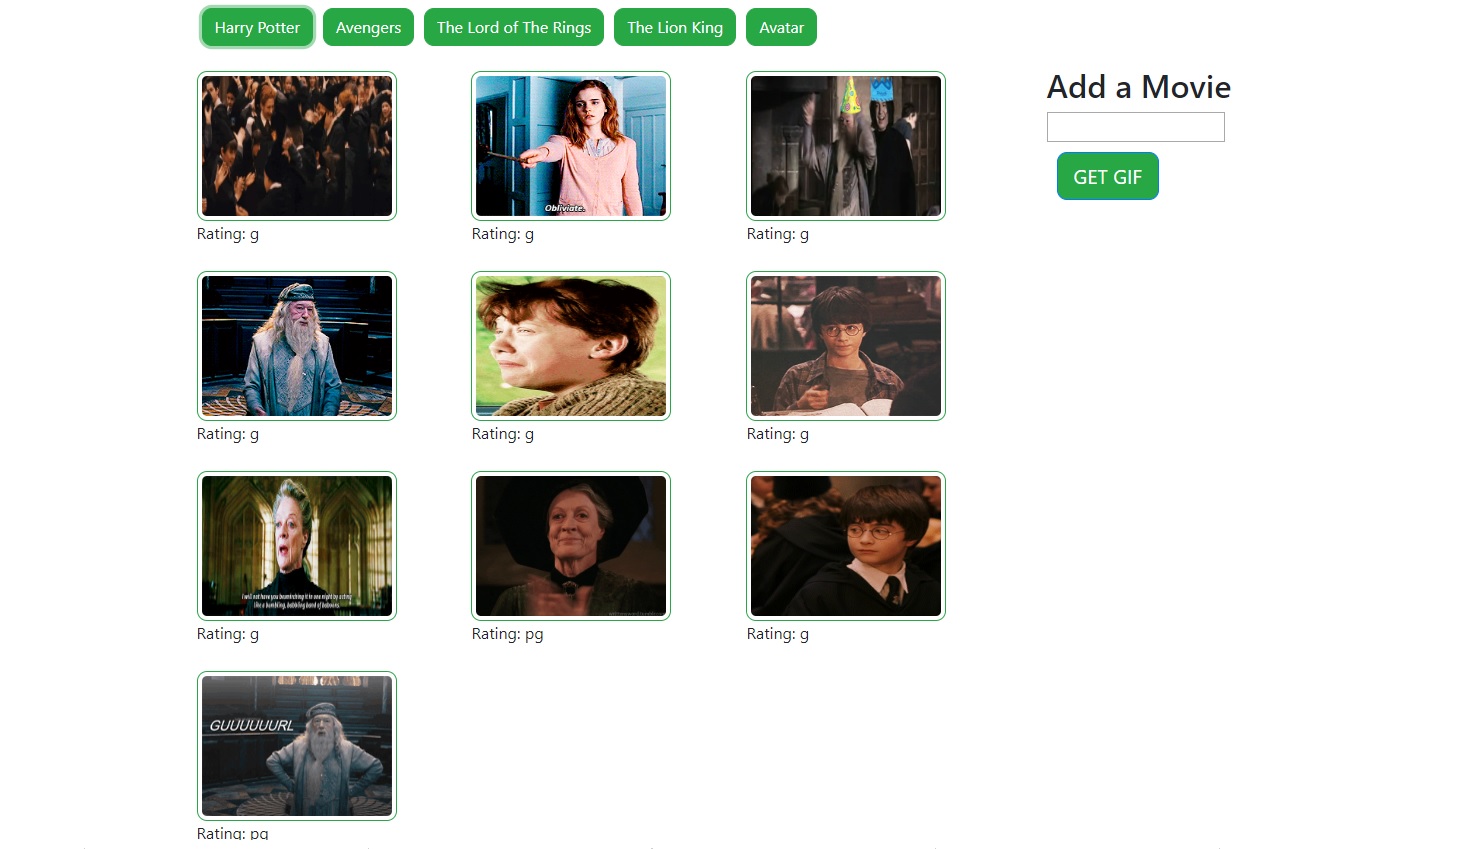 Harry Potter Avengers The Lord of The Rings The Lion King Avatar
Add a Movie
GET GIF
Obliviate.
Rating: g Rating: g Rating: g
Rating: g Rating: g Rating: g
I will not have you besmirching it in one night by acting
like a bumbling, babbling band of baboons.
Rating: g Rating: pg Rating: g
GUUUUUURL
Rating: pg